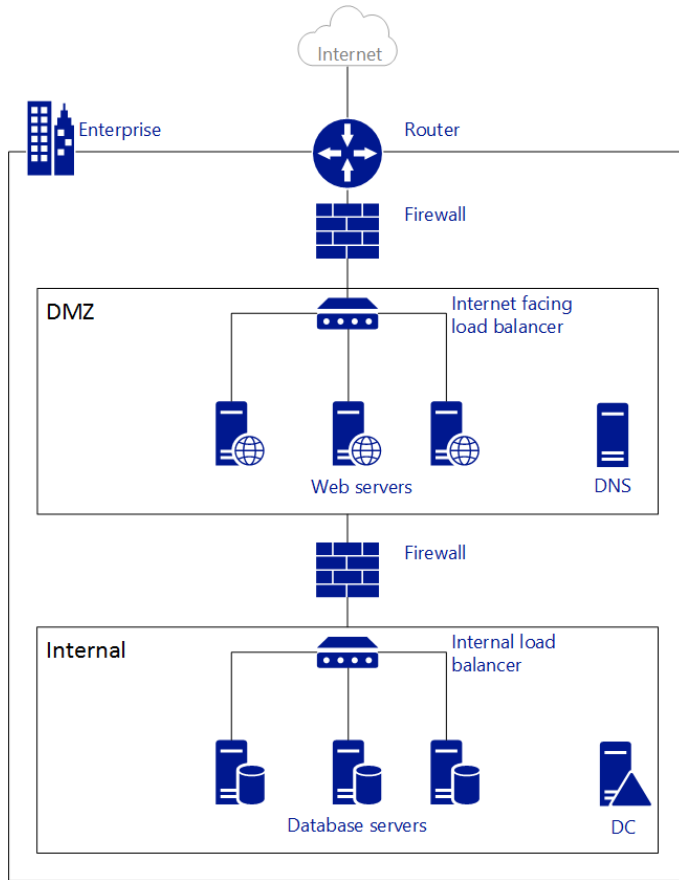 Internet
Enterprise
Router
Firewall
DMZ
Internet facing
load balancer
Web servers
DNS
Firewall
Internal
Internal load
balancer
Database servers
DC